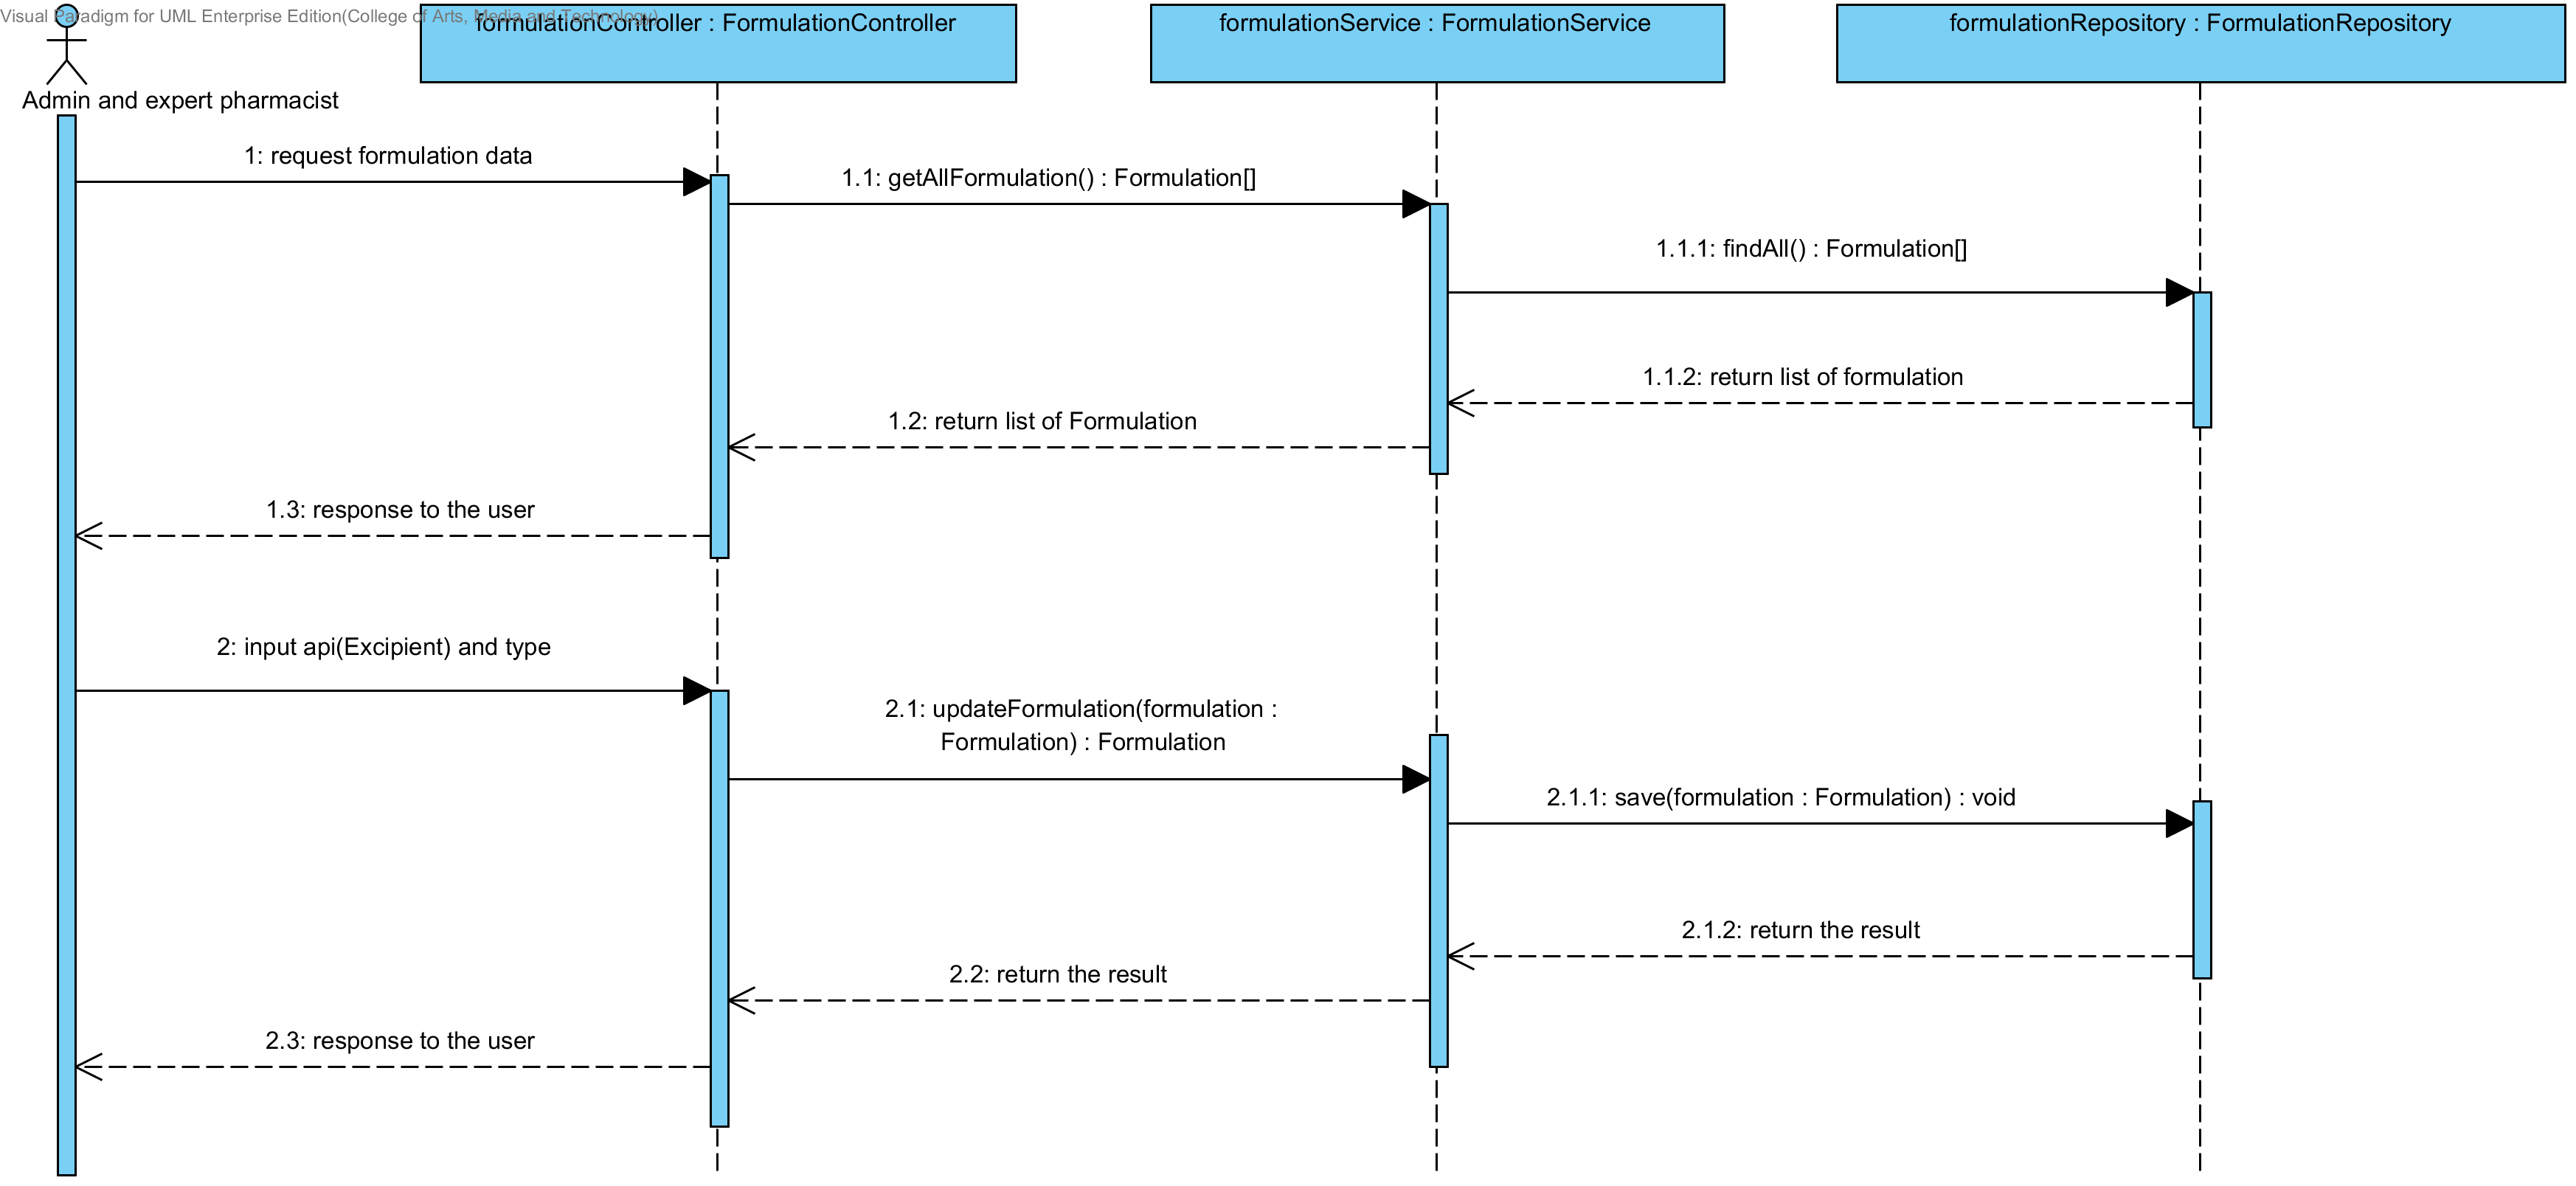 Visual Paradigm for UML Enterprise Edition(College of Arts, Media and Technology)
formulationController : FormulationController
formulationService : FormulationService
formulationRepository : FormulationRepository
Admin and expert pharmacist
1: request formulation data
1.1: getAllFormulation() : Formulation[]
1.1.1: findAll() : Formulation[]
1.1.2: return list of formulation
1.2: return list of Formulation
1.3: response to the user
2: input api(Excipient) and type
2.1: updateFormulation(formulation :
Formulation) : Formulation
2.1.1: save(formulation : Formulation) : void
2.1.2: return the result
2.2: return the result
2.3: response to the user